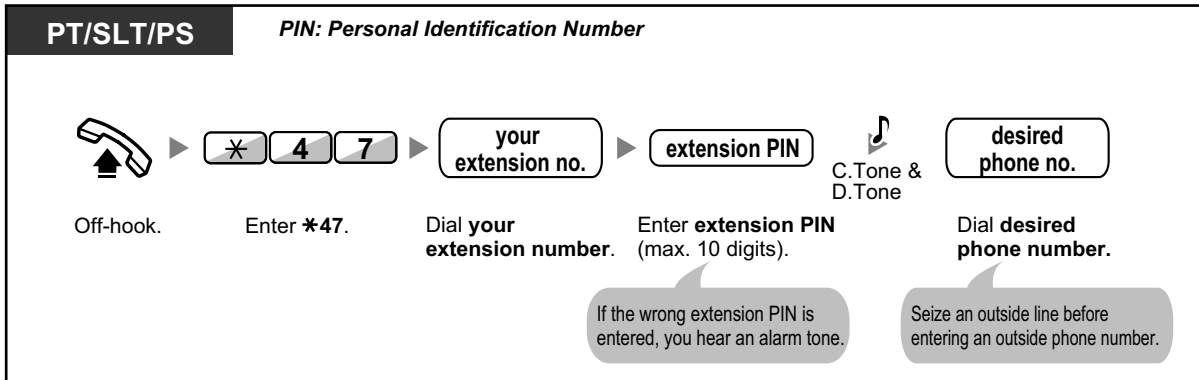 PT/SLT/PS
PIN: Personal Identification Number
* 4 7
your
extension no.
extension PIN
C.Tone &
D.Tone
desired
phone no.
Off-hook.
Enter *47.
Dial your
extension number.
Enter extension PIN
(max. 10 digits).
Dial desired
phone number.
If the wrong extension PIN is
entered, you hear an alarm tone.
Seize an outside line before
entering an outside phone number.